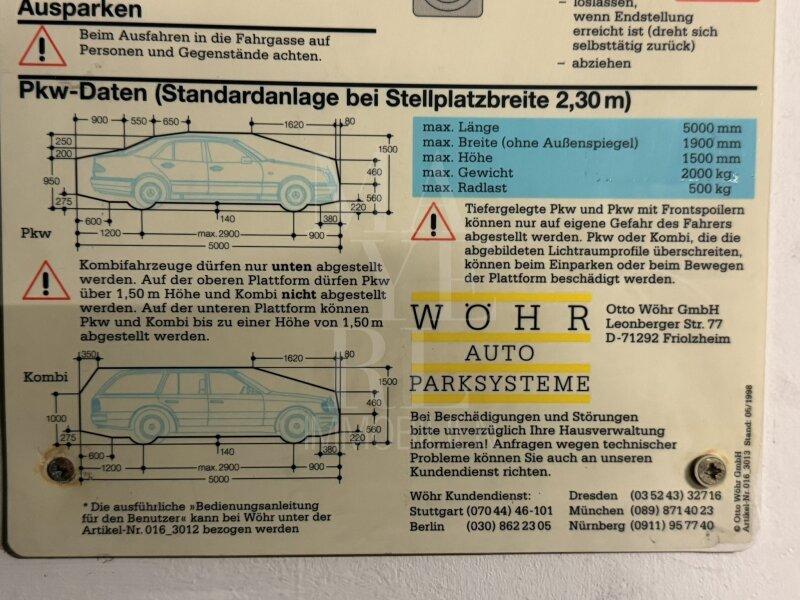 Ausparken
Beim Ausfahren in die Fahrgasse auf
Personen und Gegenstände achten.
– loslassen,
wenn Endstellung
erreicht ist (dreht sich
selbsttätig zurück)
– abziehen
Pkw-Daten (Standardanlage bei Stellplatzbreite 2,30 m)
900 550 650 1620 80
250
200
950
275
1500
460
560
220
600 140 380
1200 max. 2900 900
5000
Pkw
max. Länge 5000 mm
max. Breite (ohne Außenspiegel) 1900 mm
max. Höhe 1500 mm
max. Gewicht 2000 kg
max. Radlast 500 kg
Tiefergelegte Pkw und Pkw mit Frontspoilern
können nur auf eigene Gefahr des Fahrers
abgestellt werden. Pkw oder Kombi, die die
abgebildeten Lichtraumprofile überschreiten,
können beim Einparken oder beim Bewegen
der Plattform beschädigt werden.
Kombifahrzeuge dürfen nur unten abgestellt
werden. Auf der oberen Plattform dürfen Pkw
über 1,50 m Höhe und Kombi nicht abgestellt
werden. Auf der unteren Plattform können
Pkw und Kombi bis zu einer Höhe von 1,50 m
abgestellt werden.
WÖHR
AUTO
PARKSYSTEME
Otto Wöhr GmbH
Leonberger Str. 77
D-71292 Friolzheim
350 1620 80
Kombi
1000
275
1500
460
560
220
600 140 380
1200 max. 2900 900
5000
Bei Beschädigungen und Störungen
bitte unverzüglich Ihre Hausverwaltung
informieren! Anfragen wegen technischer
Probleme können Sie auch an unseren
Kundendienst richten.
* Die ausführliche »Bedienungsanleitung
für den Benutzer« kann bei Wöhr unter der
Artikel-Nr. 016_3012 bezogen werden
Wöhr Kundendienst: Dresden (03 52 43) 3 27 16
Stuttgart (070 44) 46-101 München (089) 871 40 23
Berlin (030) 862 23 05 Nürnberg (0911) 95 77 40
© Otto Wöhr GmbH
Artikel-Nr. 016_3013 Stand: 06/1998